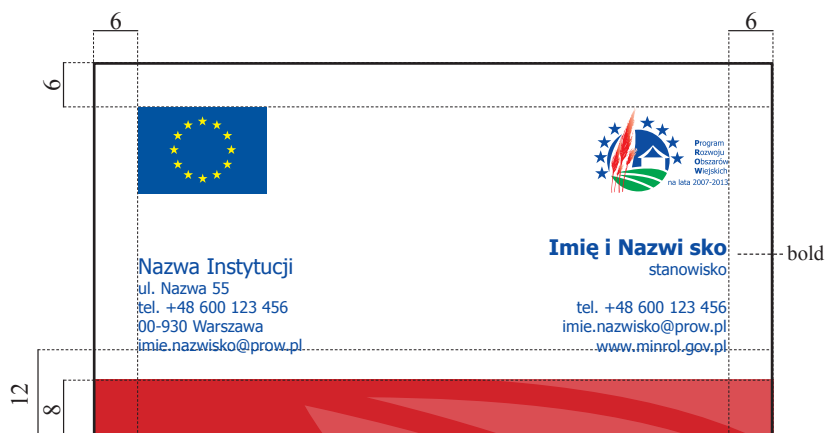 6
6
6
Program
Rozwoju
Obszarów
Wiejskich
na lata 2007-2013
Imię i Nazwi sko
stanowisko
bold
Nazwa Instytucji
ul. Nazwa 55
tel. +48 600 123 456
00-930 Warszawa
imie.nazwisko@prow.pl
tel. +48 600 123 456
imie.nazwisko@prow.pl
www.minrol.gov.pl
12
8